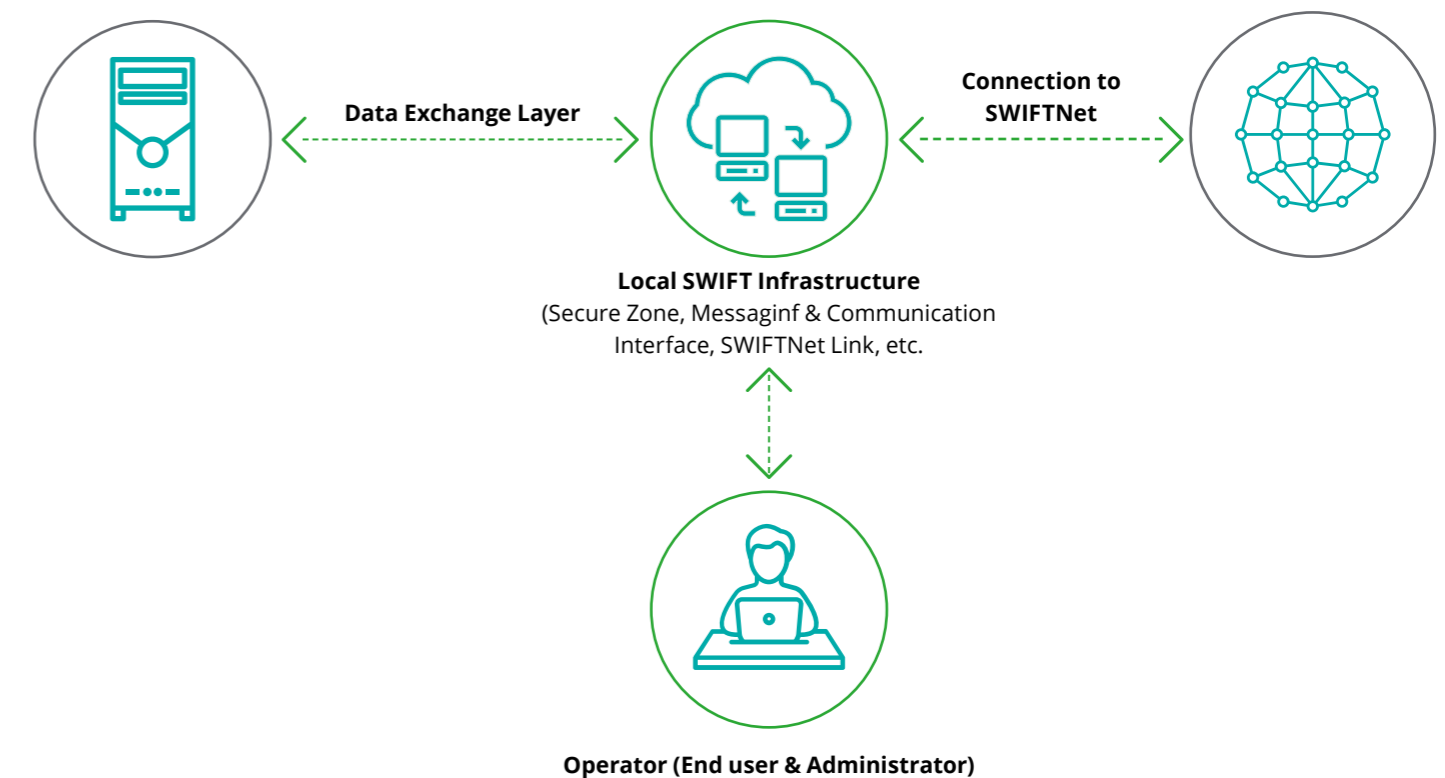 Data Exchange Layer
Connection to
SWIFTNet
Local SWIFT Infrastructure
(Secure Zone, Messaginf & Communication
Interface, SWIFTNet Link, etc.
Operator (End user & Administrator)